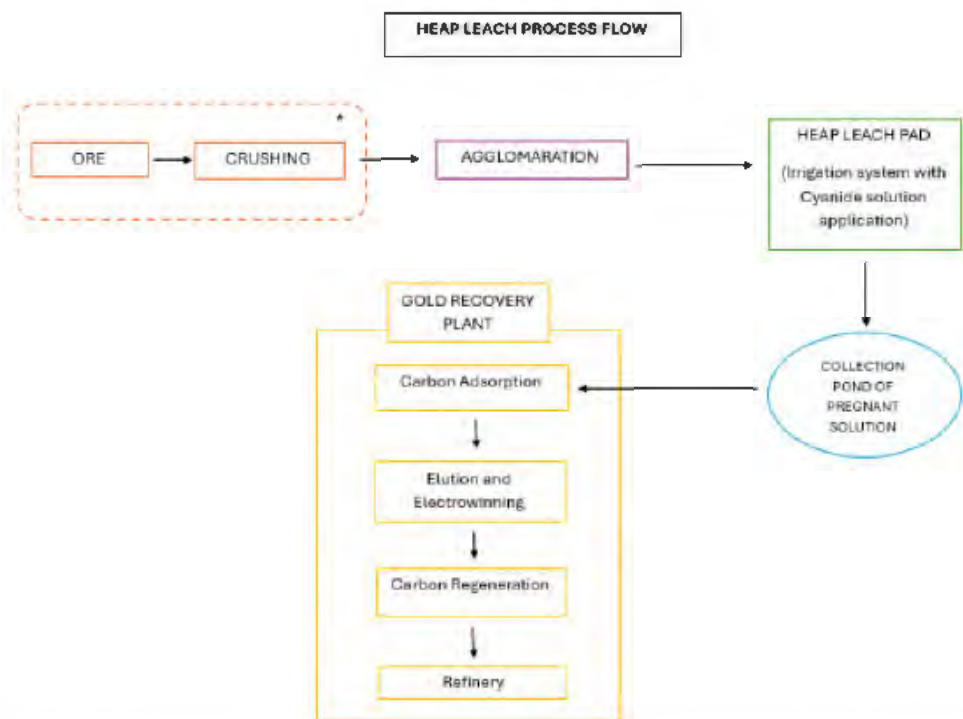 HEAP LEACH PROCESS FLOW
*
ORE
CRUSHING
AGGLOMARATION
HEAP LEACH PAD
(Irrigation system with
Cyanide solution
application)
COLLECTION
POND OF
PREGNANT
SOLUTION
GOLD RECOVERY
PLANT
Carbon Adsorption
Elution and
Electrowinning
Carbon Regeneration
Refinery